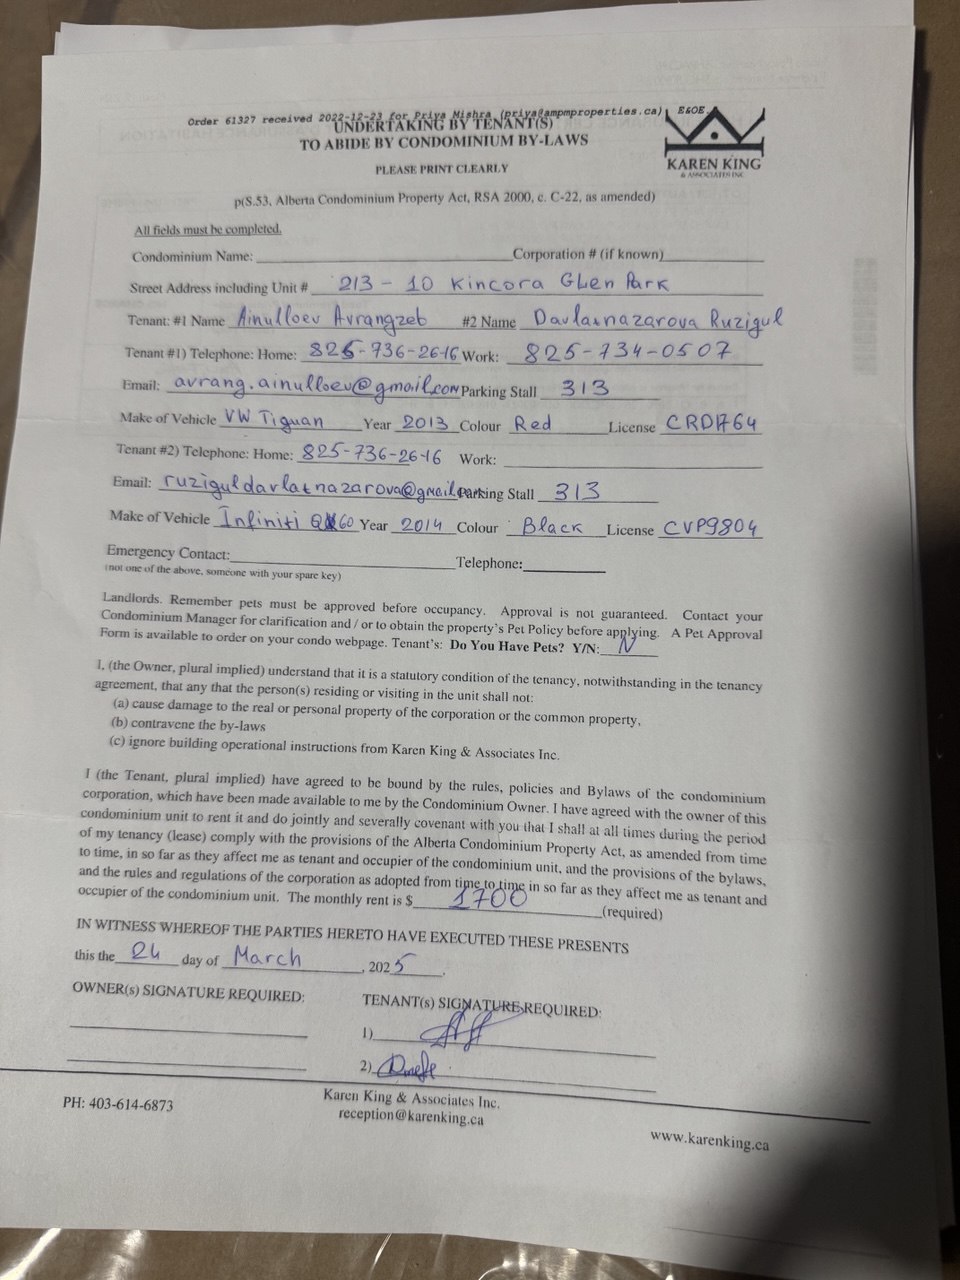 Order 61327 received 2022-12-23 for Priya Mishra (priya@ampmproperties.ca) E&OE.
UNDERTAKING BY TENANT(S)
TO ABIDE BY CONDOMINIUM BY-LAWS
KAREN KING
& ASSOCIATES INC.
PLEASE PRINT CLEARLY
p(S.53, Alberta Condominium Property Act, RSA 2000, c. C-22, as amended)
All fields must be completed.
Condominium Name: Corporation # (if known)
Street Address including Unit # 213 - 10 Kincora Glen Park
Tenant: #1 Name Ainulloev Avrangzeb #2 Name Davlatnazarova Ruzigul
Tenant #1) Telephone: Home: 825-736-2616 Work: 825-734-0507
Email: avrang.ainulloev@gmail.com Parking Stall 313
Make of Vehicle VW Tiguan Year 2013 Colour Red License CRD1764
Tenant #2) Telephone: Home: 825-736-2616 Work:
Email: ruziguldavlatnazarova@gmail Parking Stall 313
Make of Vehicle Infiniti Year 2014 Colour Black License CVP9804
Emergency Contact: Telephone:
(not one of the above, someone with your spare key)
Landlords. Remember pets must be approved before occupancy. Approval is not guaranteed. Contact your
Condominium Manager for clarification and / or to obtain the property's Pet Policy before applying. A Pet Approval
Form is available to order on your condo webpage. Tenant's: Do You Have Pets? Y/N: N
I, (the Owner, plural implied) understand that it is a statutory condition of the tenancy, notwithstanding in the tenancy
agreement, that any that the person(s) residing or visiting in the unit shall not:
(a) cause damage to the real or personal property of the corporation or the common property,
(b) contravene the by-laws
(c) ignore building operational instructions from Karen King & Associates Inc.
I (the Tenant, plural implied) have agreed to be bound by the rules, policies and Bylaws of the condominium
corporation, which have been made available to me by the Condominium Owner. I have agreed with the owner of this
condominium unit to rent it and do jointly and severally covenant with you that I shall at all times during the period
of my tenancy (lease) comply with the provisions of the Alberta Condominium Property Act, as amended from time
to time, in so far as they affect me as tenant and occupier of the condominium unit, and the provisions of the bylaws,
and the rules and regulations of the corporation as adopted from time to time in so far as they affect me as tenant and
occupier of the condominium unit. The monthly rent is $ 1700 (required)
IN WITNESS WHEREOF THE PARTIES HERETO HAVE EXECUTED THESE PRESENTS
this the 24 day of March, 2025.
OWNER(s) SIGNATURE REQUIRED: TENANT(s) SIGNATURE REQUIRED:
1)
2)
Karen King & Associates Inc.
PH: 403-614-6873 reception@karenking.ca
www.karenking.ca